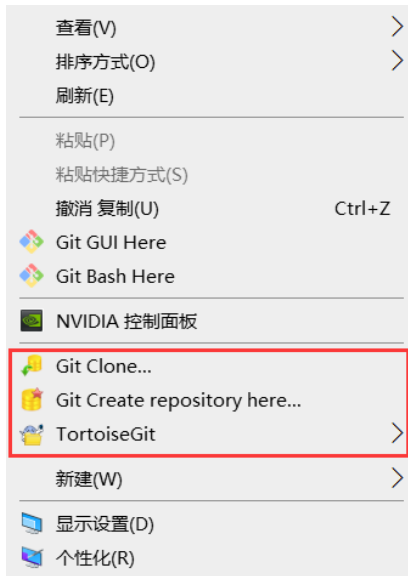 查看(V)
排序方式(O)
刷新(E)
粘贴(P)
粘贴快捷方式(S)
撤消 复制(U) Ctrl+Z
Git GUI Here
Git Bash Here
NVIDIA 控制面板
Git Clone...
Git Create repository here...
TortoiseGit
新建(W)
显示设置(D)
个性化(R)